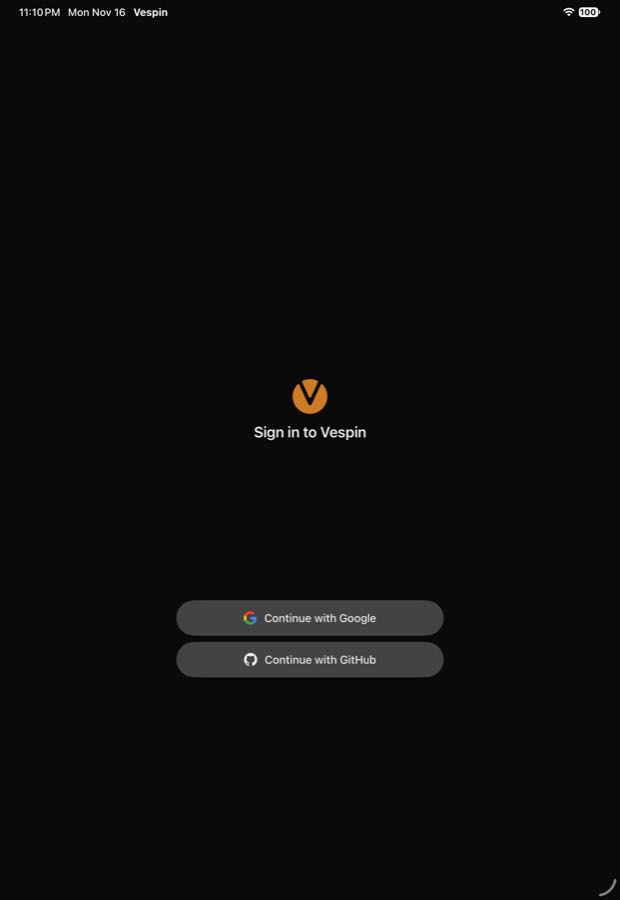 11:10 PM Mon Nov 16 Vespin
100
V
Sign in to Vespin
Continue with Google
Continue with GitHub